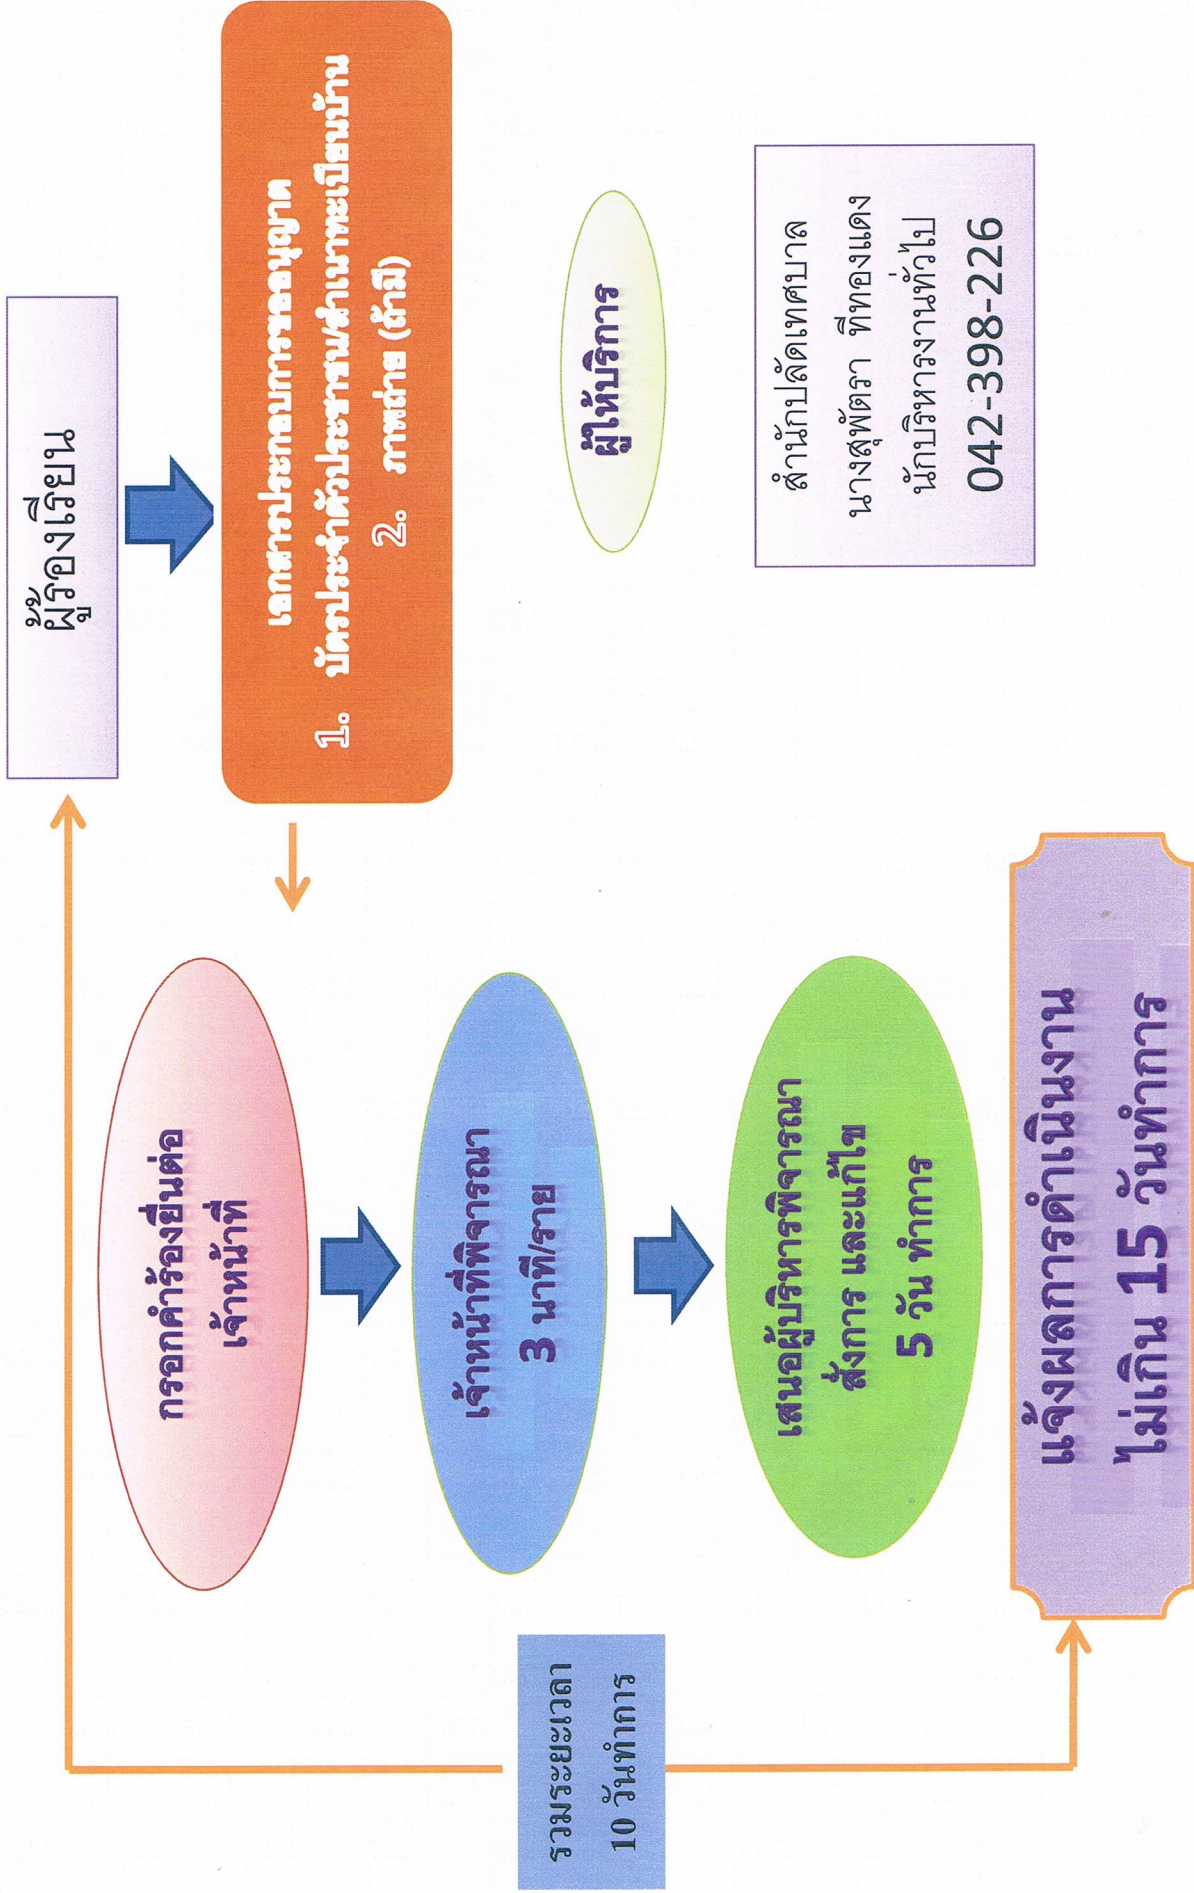 ผู้ร้องเรียน
เอกสารประกอบการขออนุญาต
1. บัตรประจำตัวประชาชน/สำเนาทะเบียนบ้าน
2. ภาพถ่าย (ถ้ามี)
กรอกคำร้องยื่นต่อ
เจ้าหน้าที่
เจ้าหน้าที่พิจารณา
3 นาที/ราย
เสนอผู้บริหารพิจารณา
สั่งการ และแก้ไข
5 วัน ทำการ
แจ้งผลการดำเนินงาน
ไม่เกิน 15 วันทำการ
รวมระยะเวลา
10 วันทำการ
ผู้ให้บริการ
สำนักปลัดเทศบาล
นางสุพัตรา ทีทองแดง
นักบริหารงานทั่วไป
042-398-226